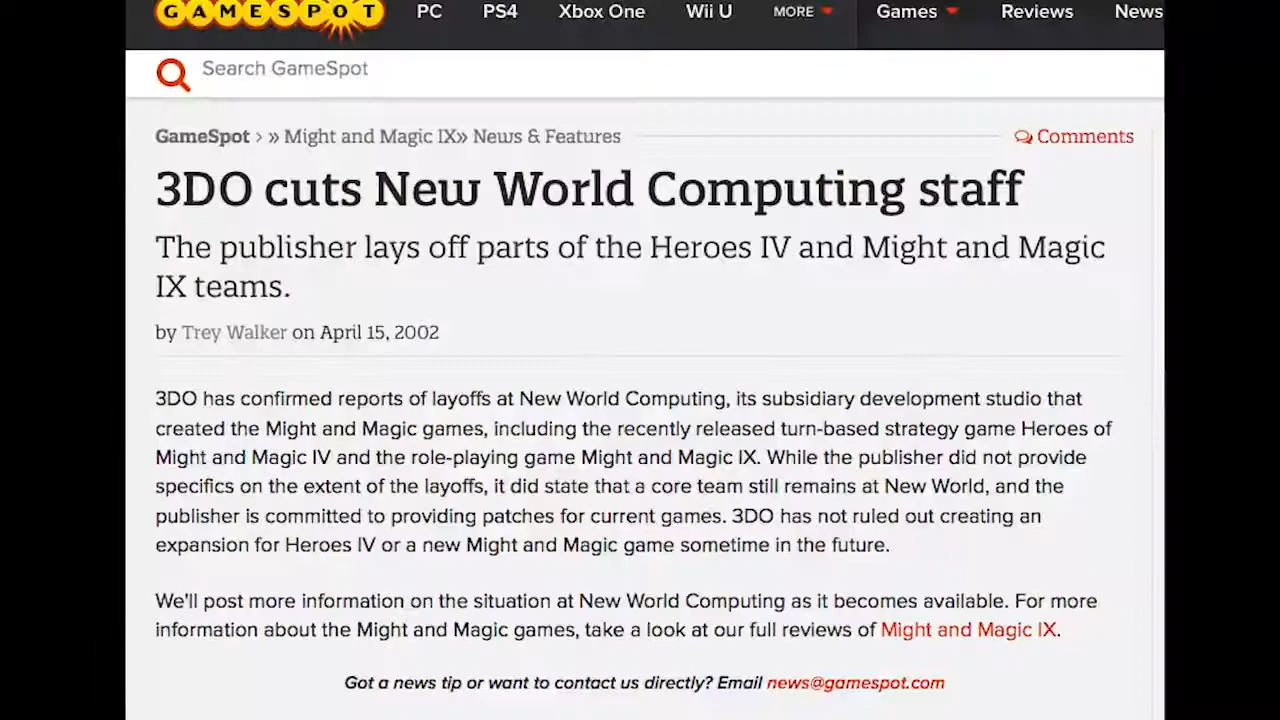 GAMESPOT PC PS4 Xbox One Wii U MORE Games Reviews News
Search GameSpot
GameSpot > » Might and Magic IX» News & Features Comments
3DO cuts New World Computing staff
The publisher lays off parts of the Heroes IV and Might and Magic
IX teams.
by Trey Walker on April 15, 2002
3DO has confirmed reports of layoffs at New World Computing, its subsidiary development studio that
created the Might and Magic games, including the recently released turn-based strategy game Heroes of
Might and Magic IV and the role-playing game Might and Magic IX. While the publisher did not provide
specifics on the extent of the layoffs, it did state that a core team still remains at New World, and the
publisher is committed to providing patches for current games. 3DO has not ruled out creating an
expansion for Heroes IV or a new Might and Magic game sometime in the future.
We'll post more information on the situation at New World Computing as it becomes available. For more
information about the Might and Magic games, take a look at our full reviews of Might and Magic IX.
Got a news tip or want to contact us directly? Email news@gamespot.com